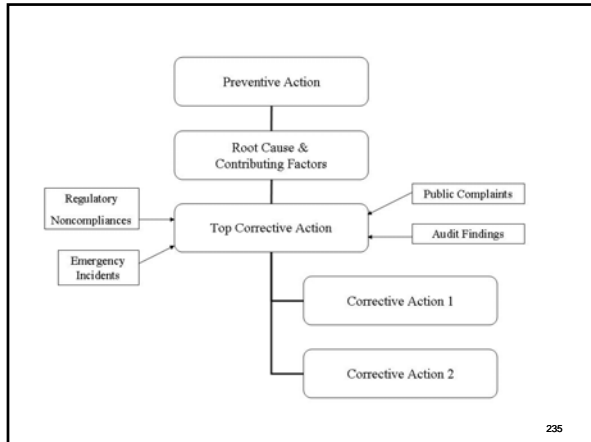 Preventive Action
Root Cause &
Contributing Factors
Regulatory
Noncompliances
Public Complaints
Top Corrective Action
Audit Findings
Emergency
Incidents
Corrective Action 1
Corrective Action 2
235